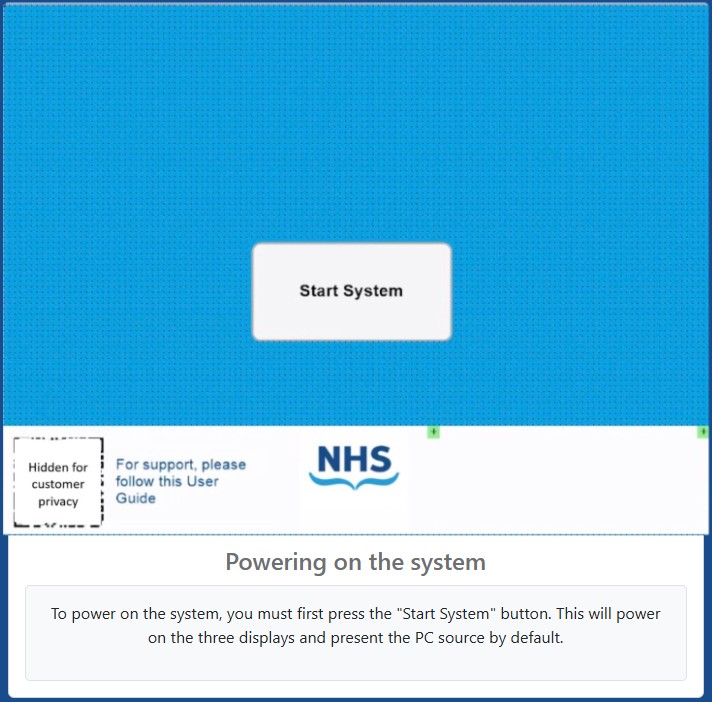 Start System
Hidden for
customer
privacy
For support, please
follow this User
Guide
NHS
Powering on the system
To power on the system, you must first press the "Start System" button. This will power
on the three displays and present the PC source by default.